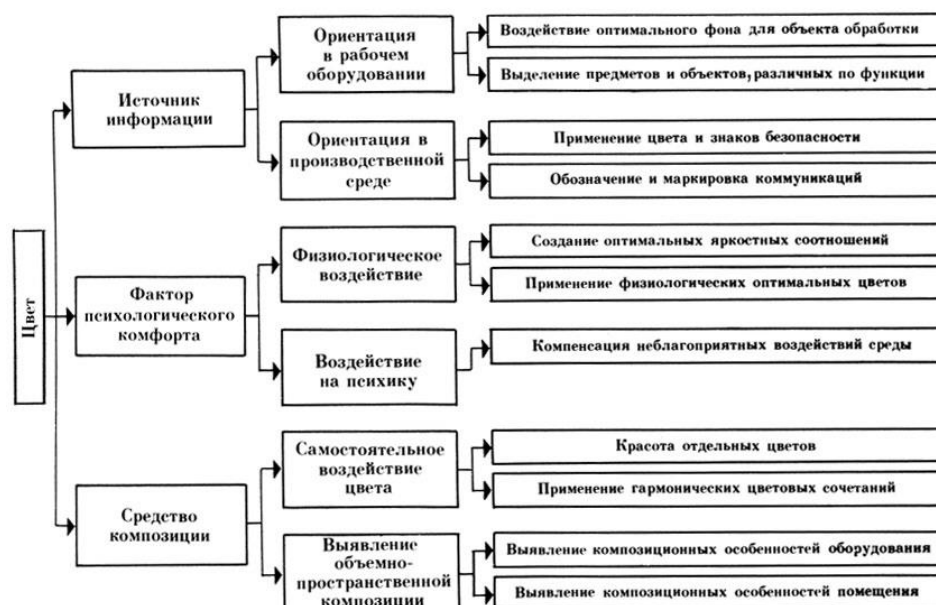 Цвет
Источник
информации
Ориентация
в рабочем
оборудовании
Воздействие оптимального фона для объекта обработки
Выделение предметов и объектов, различных по функции
Ориентация в
производственной
среде
Применение цвета и знаков безопасности
Обозначение и маркировка коммуникаций
Фактор
психологического
комфорта
Физиологическое
воздействие
Создание оптимальных яркостных соотношений
Применение физиологических оптимальных цветов
Воздействие
на психику
Компенсация неблагоприятных воздействий среды
Средство
композиции
Самостоятельное
воздействие
цвета
Красота отдельных цветов
Применение гармонических цветовых сочетаний
Выявление
объемно-
пространственной
композиции
Выявление композиционных особенностей оборудования
Выявление композиционных особенностей помещения